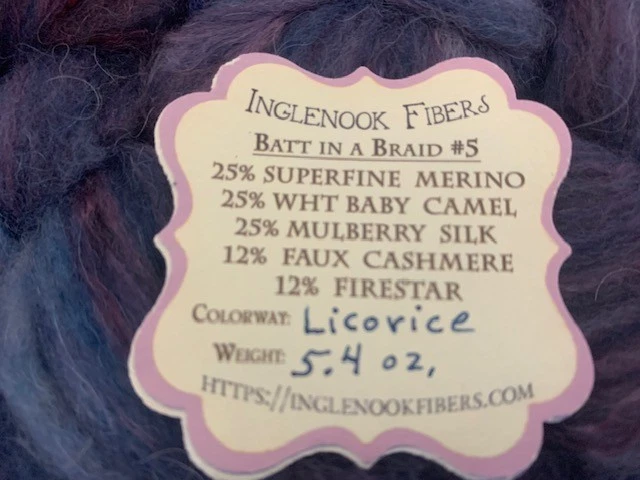 INGLENOOK FIBERS
BATT IN A BRAID #5
25% SUPERFINE MERINO
25% WHT BABY CAMEL
25% MULBERRY SILK
12% FAUX CASHMERE
12% FIRESTAR
COLORWAY: Licorice
WEIGHT: 5.4 oz,
HTTPS://INGLENOOKFIBERS.COM